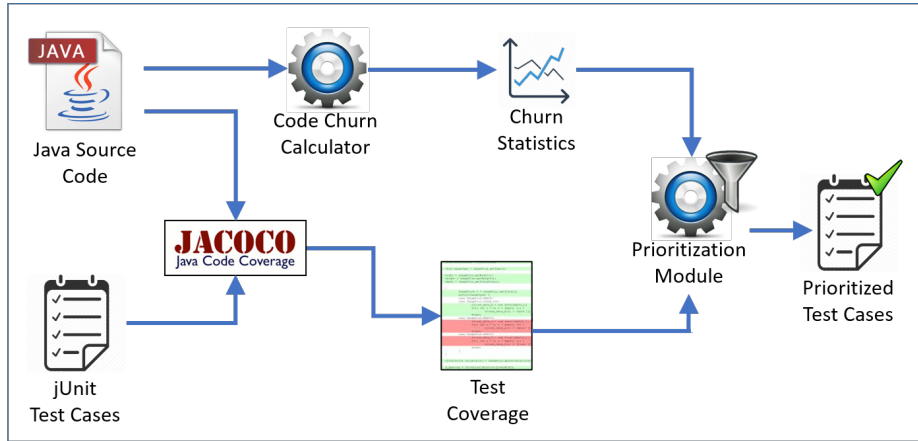 JAVA
Java Source
Code
Code Churn
Calculator
Churn
Statistics
JACOCO
Java Code Coverage
Prioritization
Module
Prioritized
Test Cases
jUnit
Test Cases
Test
Coverage